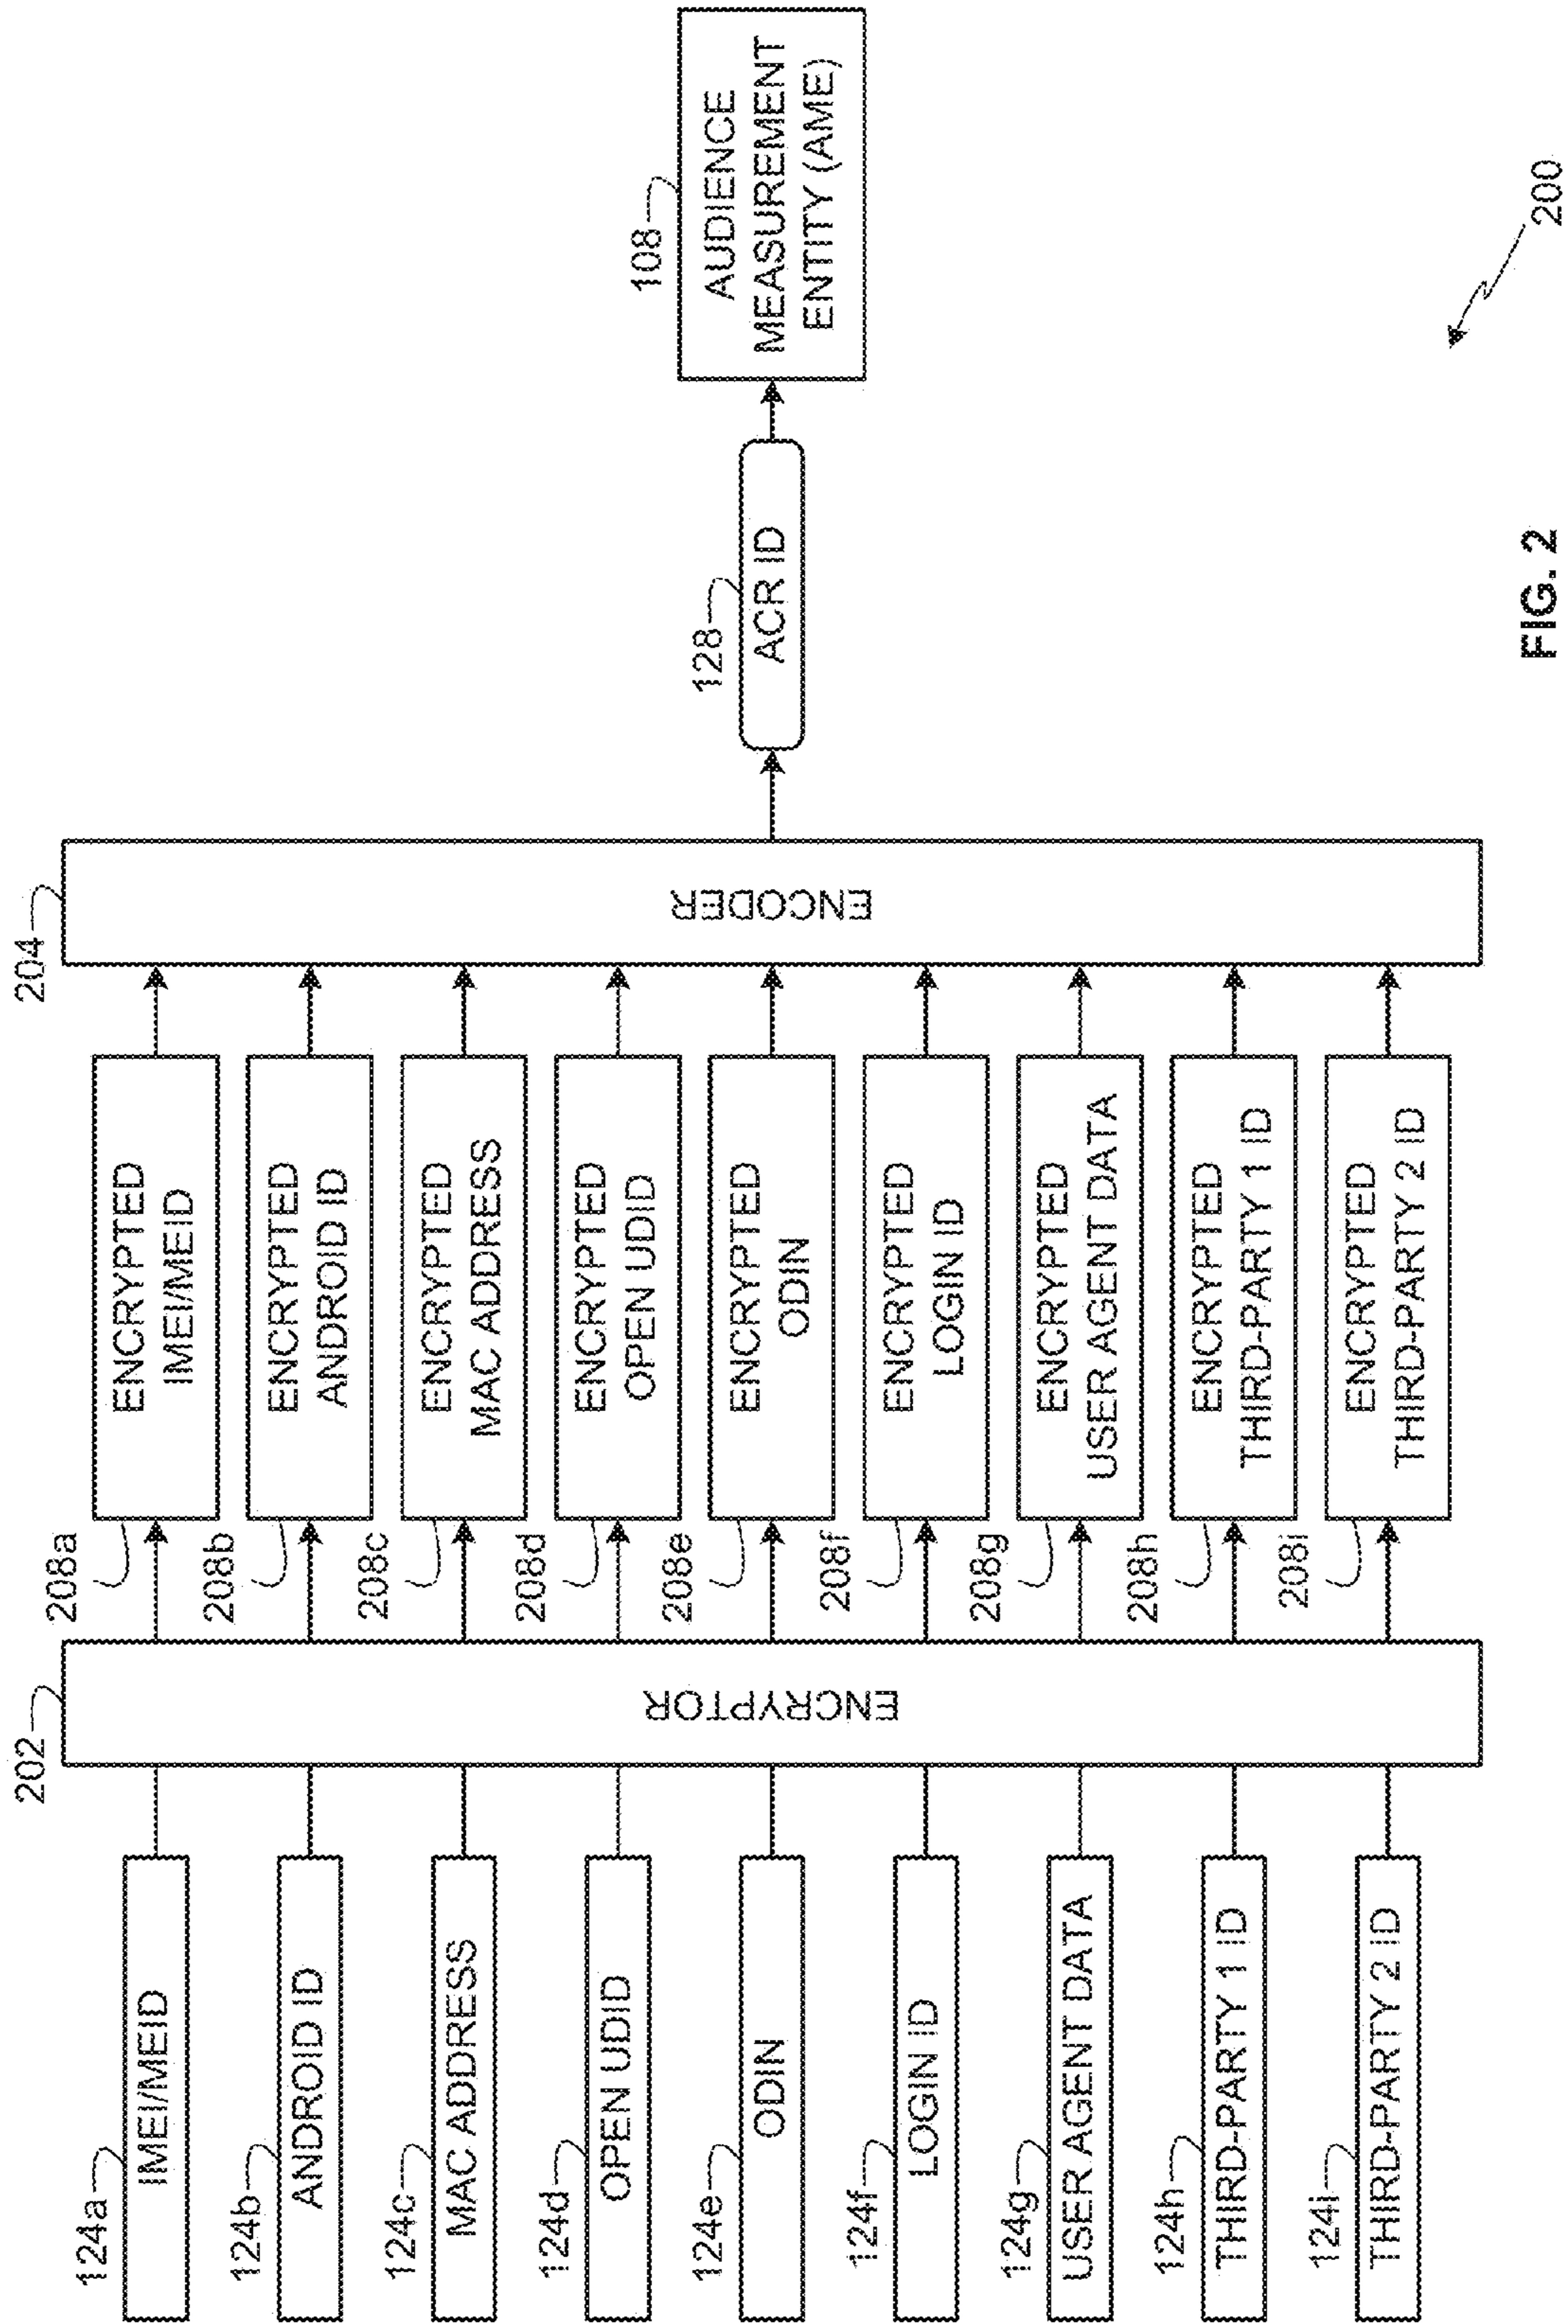 124a
IMEI/MEID
124b
ANDROID ID
124c
MAC ADDRESS
124d
OPEN UDID
124e
ODIN
124f
LOGIN ID
124g
USER AGENT DATA
124h
THIRD-PARTY 1 ID
124i
THIRD-PARTY 2 ID
202
ENCRYPTOR
208a
ENCRYPTED
IMEI/MEID
208b
ENCRYPTED
ANDROID ID
208c
ENCRYPTED
MAC ADDRESS
208d
ENCRYPTED
OPEN UDID
208e
ENCRYPTED
ODIN
208f
ENCRYPTED
LOGIN ID
208g
ENCRYPTED
USER AGENT DATA
208h
ENCRYPTED
THIRD-PARTY 1 ID
208i
ENCRYPTED
THIRD-PARTY 2 ID
204
ENCODER
128
ACR ID
108
AUDIENCE
MEASUREMENT
ENTITY (AME)
200
FIG. 2